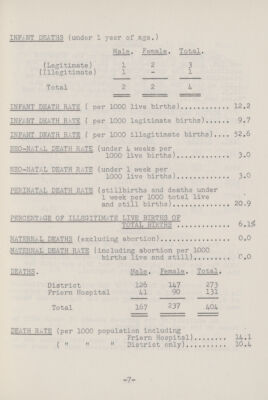 INFANT DEATHS (under 1 year of age.)
Male. Female. Total.
(Legitimate) 1 2 3
(Illegitimate) 1 - 1
Total 2 2 4
INFANT DEATH RATE ( per 1000 live births)............ 12.2
INFANT DEATH RATE ( per 1000 lagitimate births)..... 9.7
INFANT DEATH RATE ( per 1000 illagitimate births).... 52.6
NEO-NATAL DEATH RATE (under 4 weeks per
1000 live births)............. 3.0
NEO-NATAL DEATH RATE (under 1 week per
1000 live births)............. 3.0
PERINATAL DEATH RATE (stillbirths and deaths under
1 week per 1000 total live
and still births)............. 20.9
PERCENTAGE OF ILLEGITIMATE LIVE BIRTHS OF
TOTAL BIRTHS .................. 6.1%
MATERNAL DEATHS (excluding abortion)................ 0.0
MATERNAL DEATH RATE (including abortion per 1000
births live and still)........ 0.0
DEATHS. Male. Female. Total.
District 126 147 273
Friern Hospital 41 90 131
Total 167 237 404
DEATH RATE (per 1000 population including
Friern Hospital)........ 14.1
( " " " District only)......... 10.4
-7-